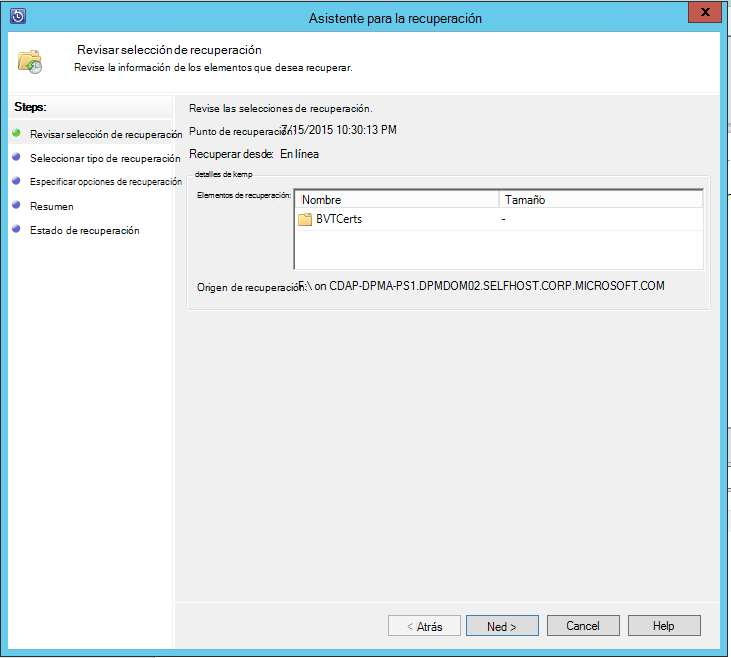 Asistente para la recuperación
x
Revisar selección de recuperación
Revise la información de los elementos que desea recuperar.
Steps:
Revisar selección de recuperación
Seleccionar tipo de recuperación
Especificar opciones de recuperación
Resumen
Estado de recuperación
Revise las selecciones de recuperación.
Punto de recuperación: 7/15/2015 10:30:13 PM
Recuperar desde: En línea
detalles de kemp
Elementos de recuperación:
Nombre Tamaño
BVTCerts -
Origen de recuperación: F:\ on CDAP-DPMA-PS1.DPMDOM02.SELFHOST.CORP.MICROSOFT.COM
< Atrás Ned > Cancel Help